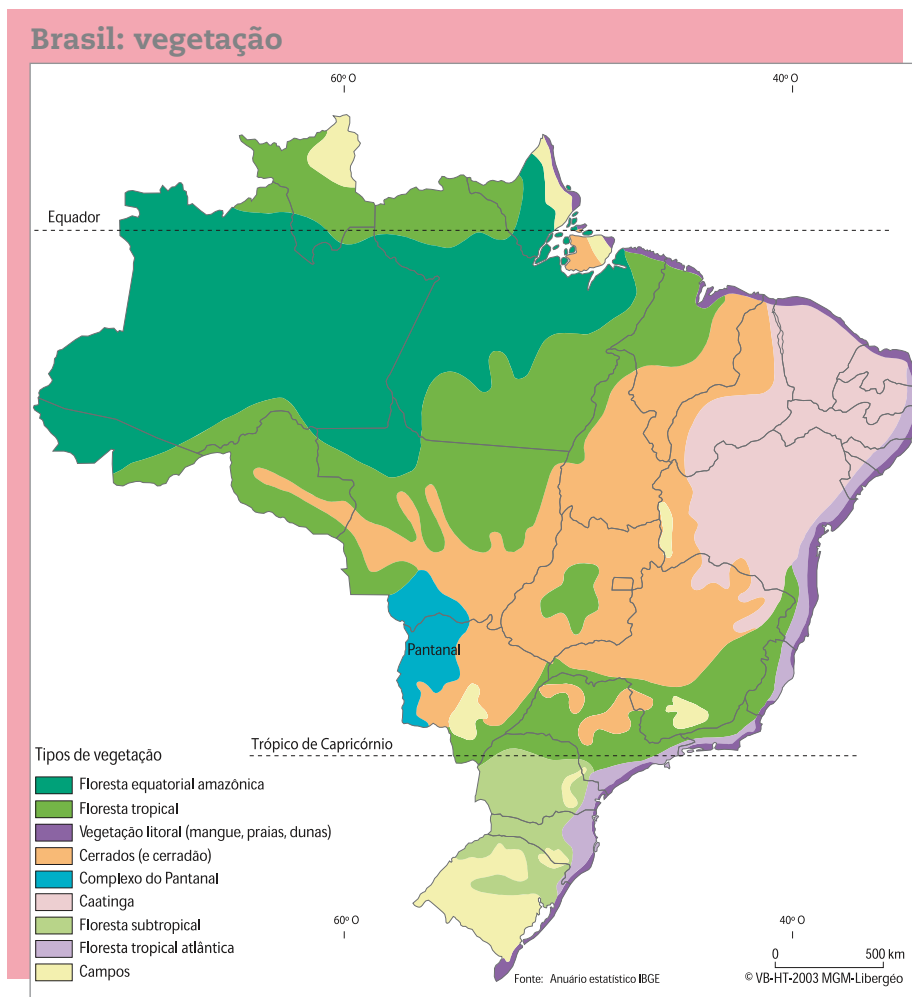 Brasil: vegetação
60º O
40º O
Equador
Pantanal
Trópico de Capricórnio
Tipos de vegetação
Floresta equatorial amazônica
Floresta tropical
Vegetação litoral (mangue, praias, dunas)
Cerrados (e cerradão)
Complexo do Pantanal
Caatinga
Floresta subtropical
Floresta tropical atlântica
Campos
60º O
40º O
0 500 km
Fonte: Anuário estatístico IBGE
© VB-HT-2003 MGM-Libergéo